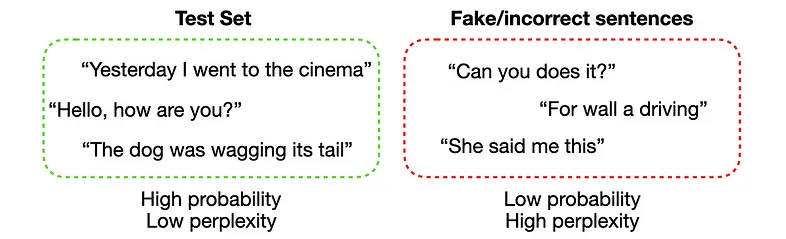 Test Set
“Yesterday I went to the cinema”
“Hello, how are you?”
“The dog was wagging its tail”
High probability
Low perplexity
Fake/incorrect sentences
“Can you does it?”
“For wall a driving”
“She said me this”
Low probability
High perplexity